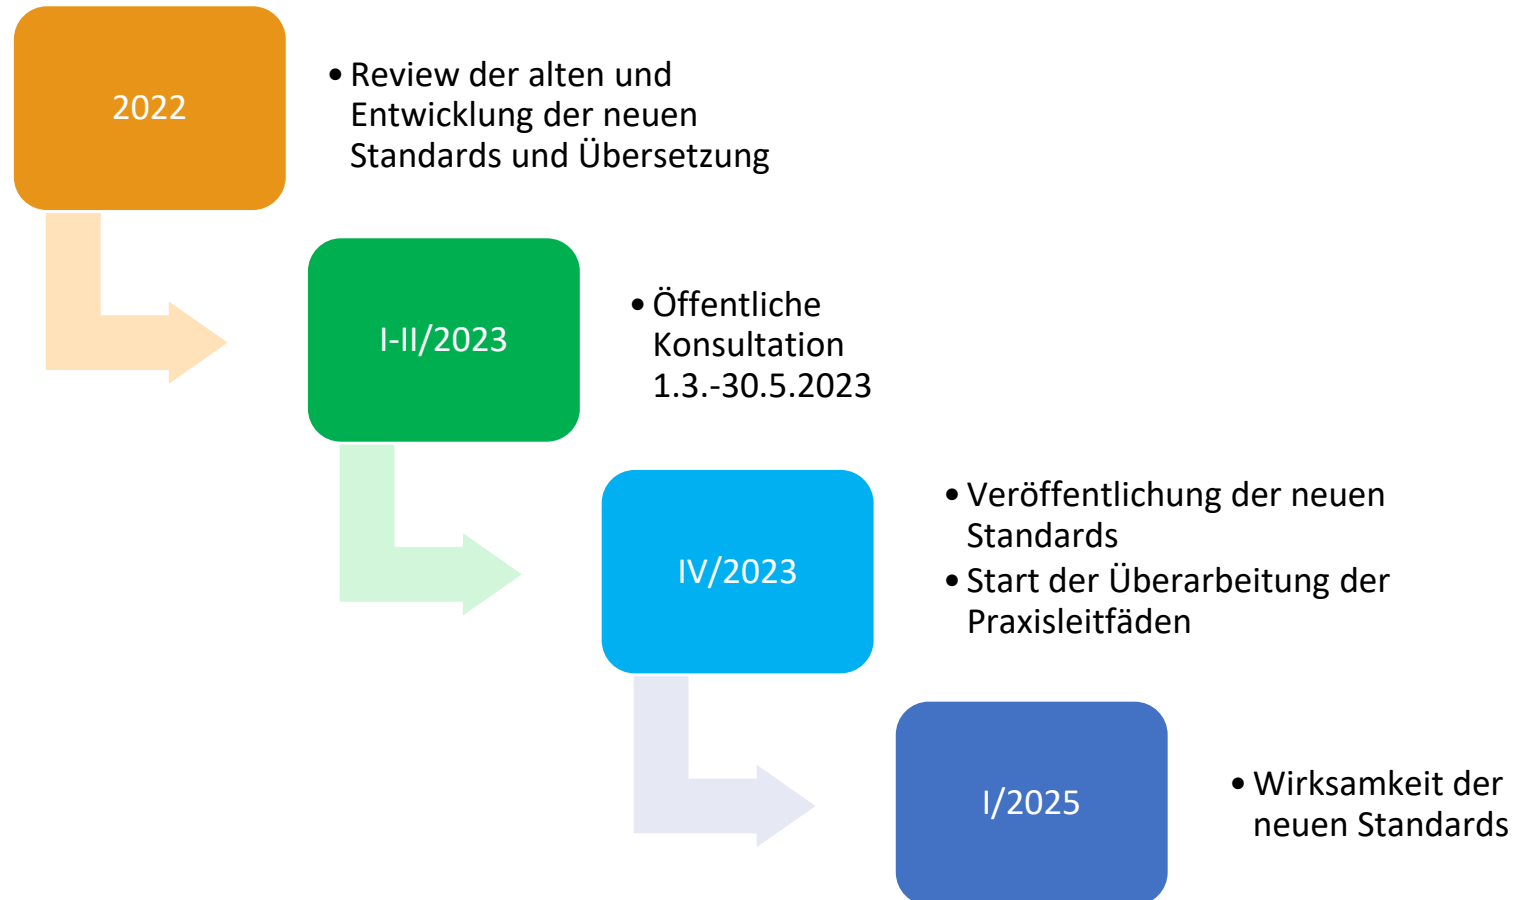 2022
• Review der alten und
Entwicklung der neuen
Standards und Übersetzung
I-II/2023
• Öffentliche
Konsultation
1.3.-30.5.2023
IV/2023
• Veröffentlichung der neuen
Standards
• Start der Überarbeitung der
Praxisleitfäden
I/2025
• Wirksamkeit der
neuen Standards